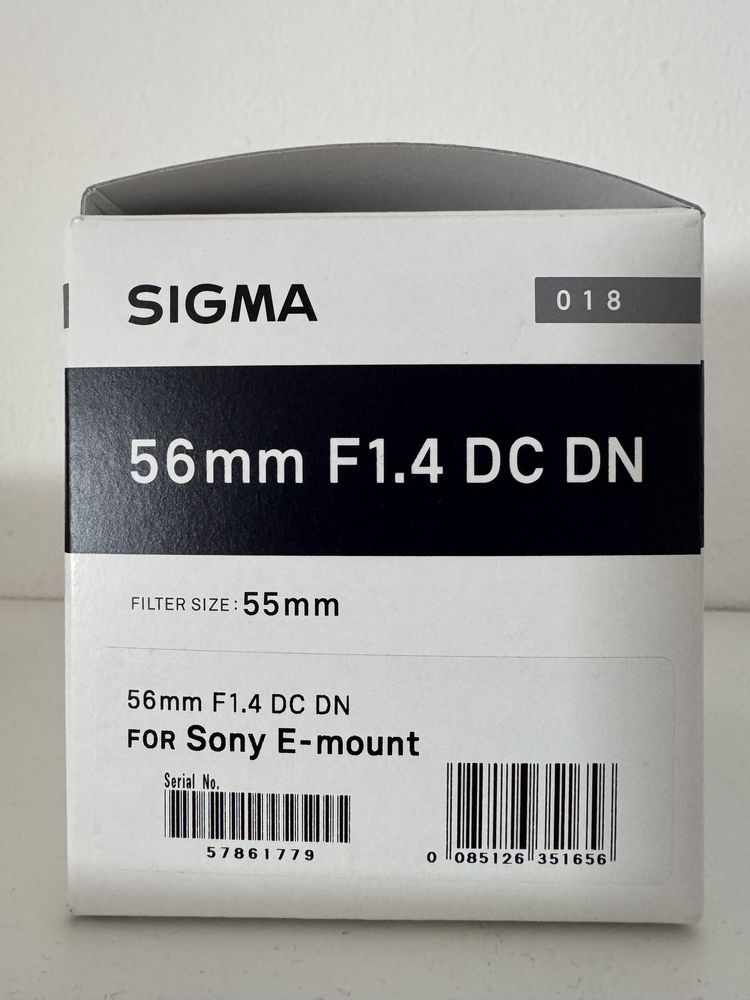 SIGMA
018
56mm F1.4 DC DN
FILTER SIZE: 55mm
56mm F1.4 DC DN
FOR Sony E-mount
Serial No.
57861779
0 085126 351656